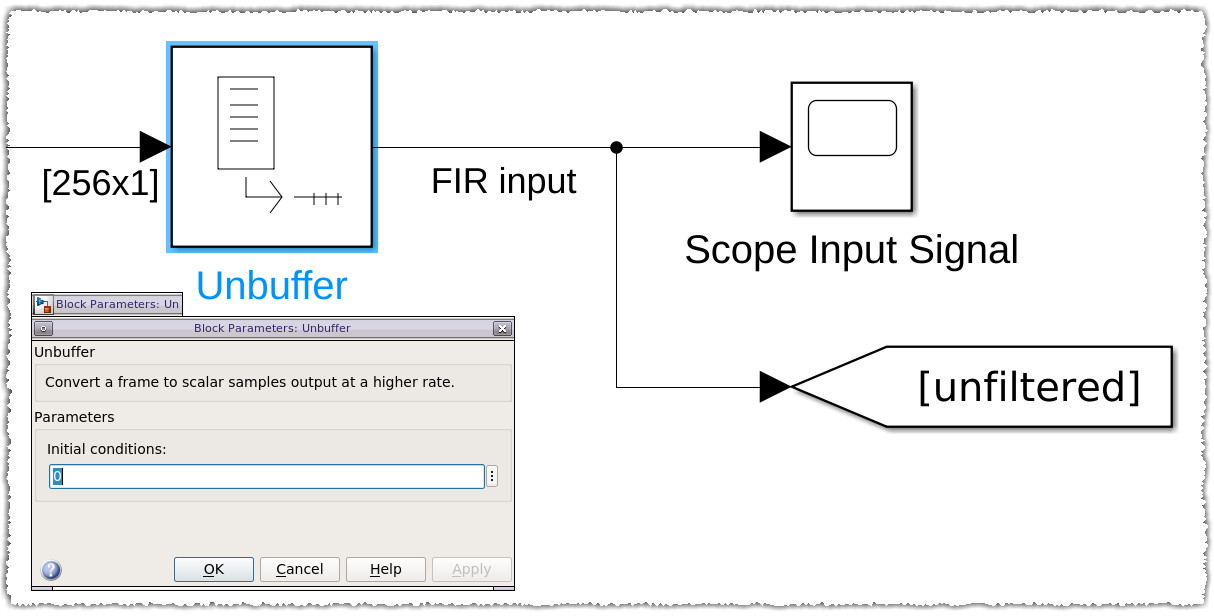 [256x1]
FIR input
Scope Input Signal
Unbuffer
Block Parameters: Un
Block Parameters: Unbuffer
Unbuffer
Convert a frame to scalar samples output at a higher rate.
Parameters
Initial conditions:
0
OK Cancel Help Apply
[unfiltered]